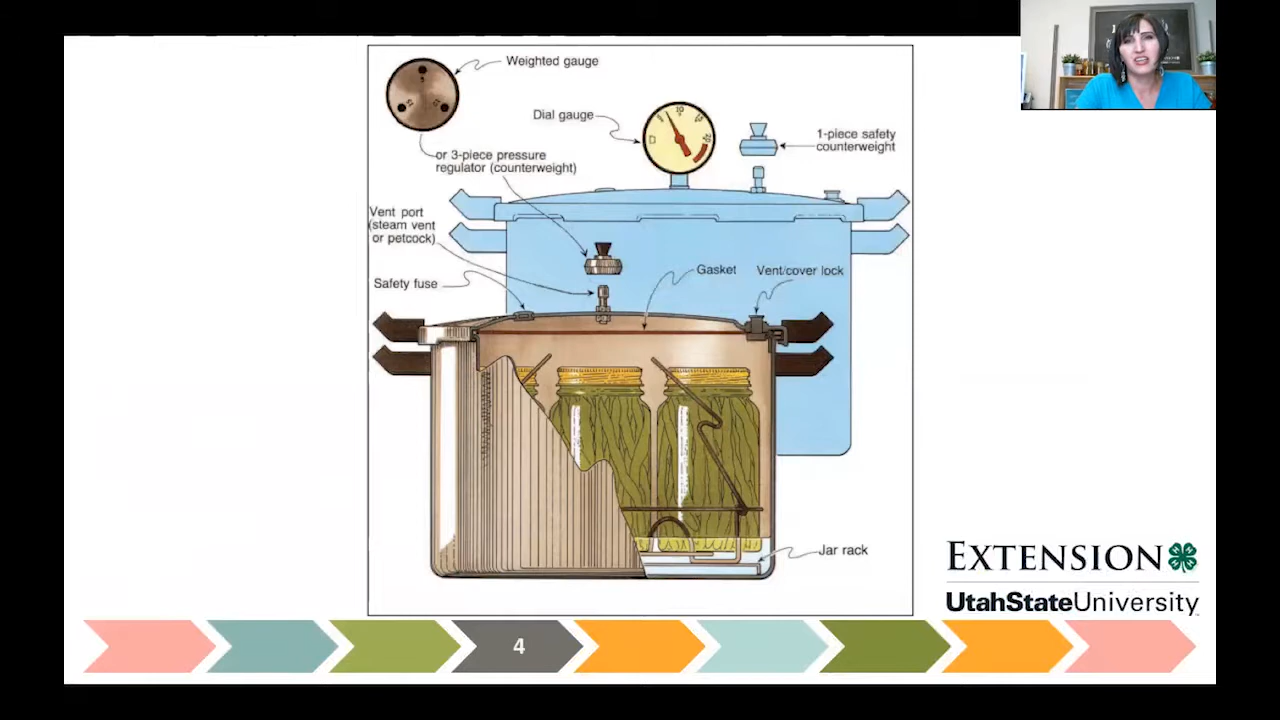 Weighted gauge
Dial gauge
1-piece safety
counterweight
or 3-piece pressure
regulator (counterweight)
Vent port
(steam vent
or petcock)
Safety fuse
Gasket
Vent/cover lock
Jar rack
EXTENSION
UtahStateUniversity
4